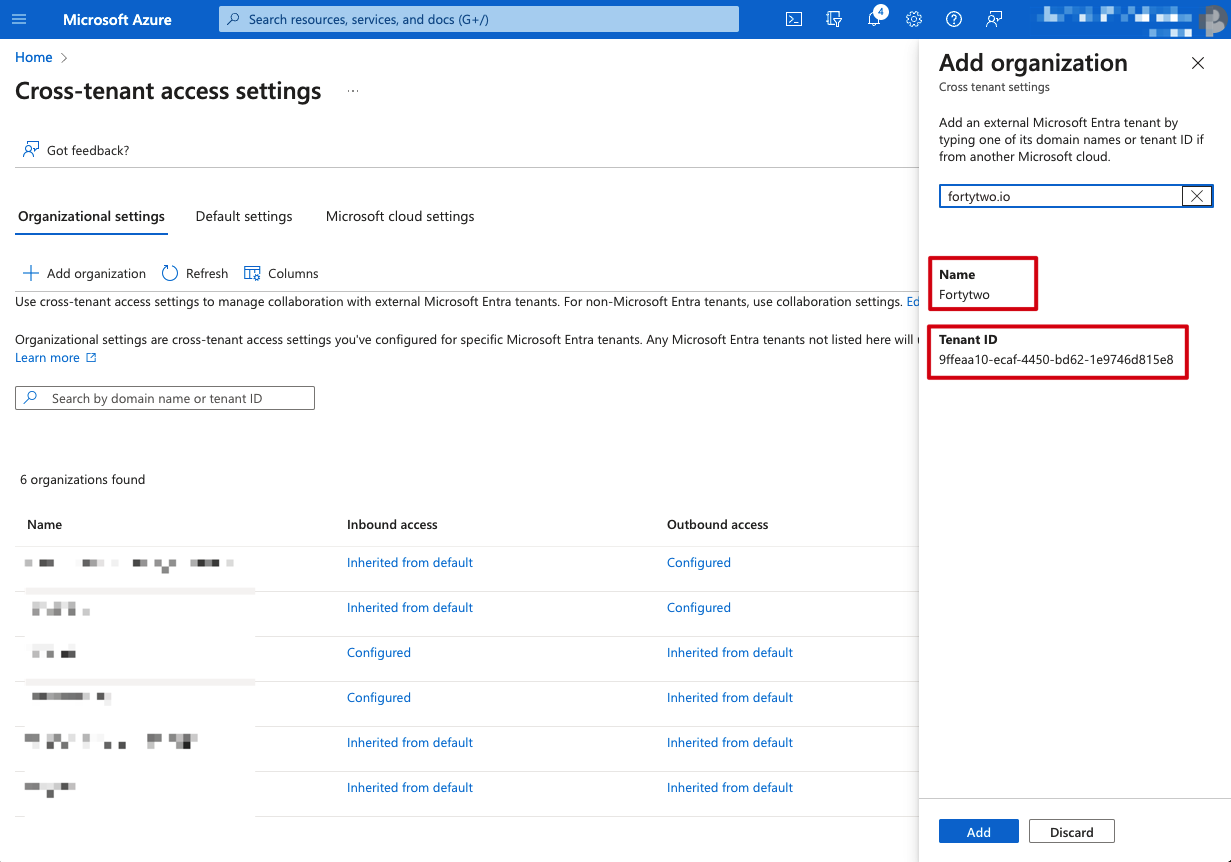 Microsoft Azure
Search resources, services, and docs (G+/)
4
Home
Cross-tenant access settings
...
Got feedback?
Organizational settings
Default settings
Microsoft cloud settings
Add organization
Refresh
Columns
Use cross-tenant access settings to manage collaboration with external Microsoft Entra tenants. For non-Microsoft Entra tenants, use collaboration settings. Ed
Organizational settings are cross-tenant access settings you've configured for specific Microsoft Entra tenants. Any Microsoft Entra tenants not listed here will u
Learn more
Search by domain name or tenant ID
6 organizations found
Name Inbound access Outbound access
Inherited from default Configured
Inherited from default Configured
Configured Inherited from default
Configured Inherited from default
Inherited from default Inherited from default
Inherited from default Inherited from default
Add organization
Cross tenant settings
Add an external Microsoft Entra tenant by
typing one of its domain names or tenant ID if
from another Microsoft cloud.
fortytwo.io
Name
Fortytwo
Tenant ID
9ffeaa10-ecaf-4450-bd62-1e9746d815e8
Add
Discard